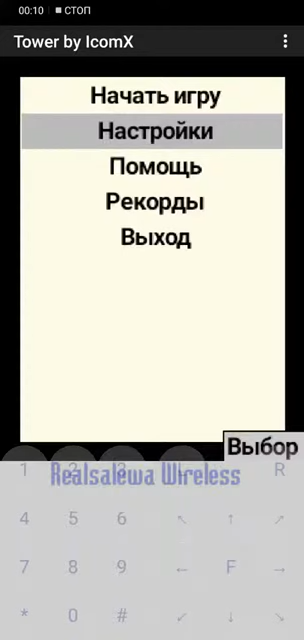 00:10 СТОП
Tower by IcomX
Начать игру
Настройки
Помощь
Рекорды
Выход
Выбор
1 2 3 L R
Realsalewa Wireless
4 5 6 ↖ ↑ ↗
7 8 9 ← F →
* 0 # ↙ ↓ ↘